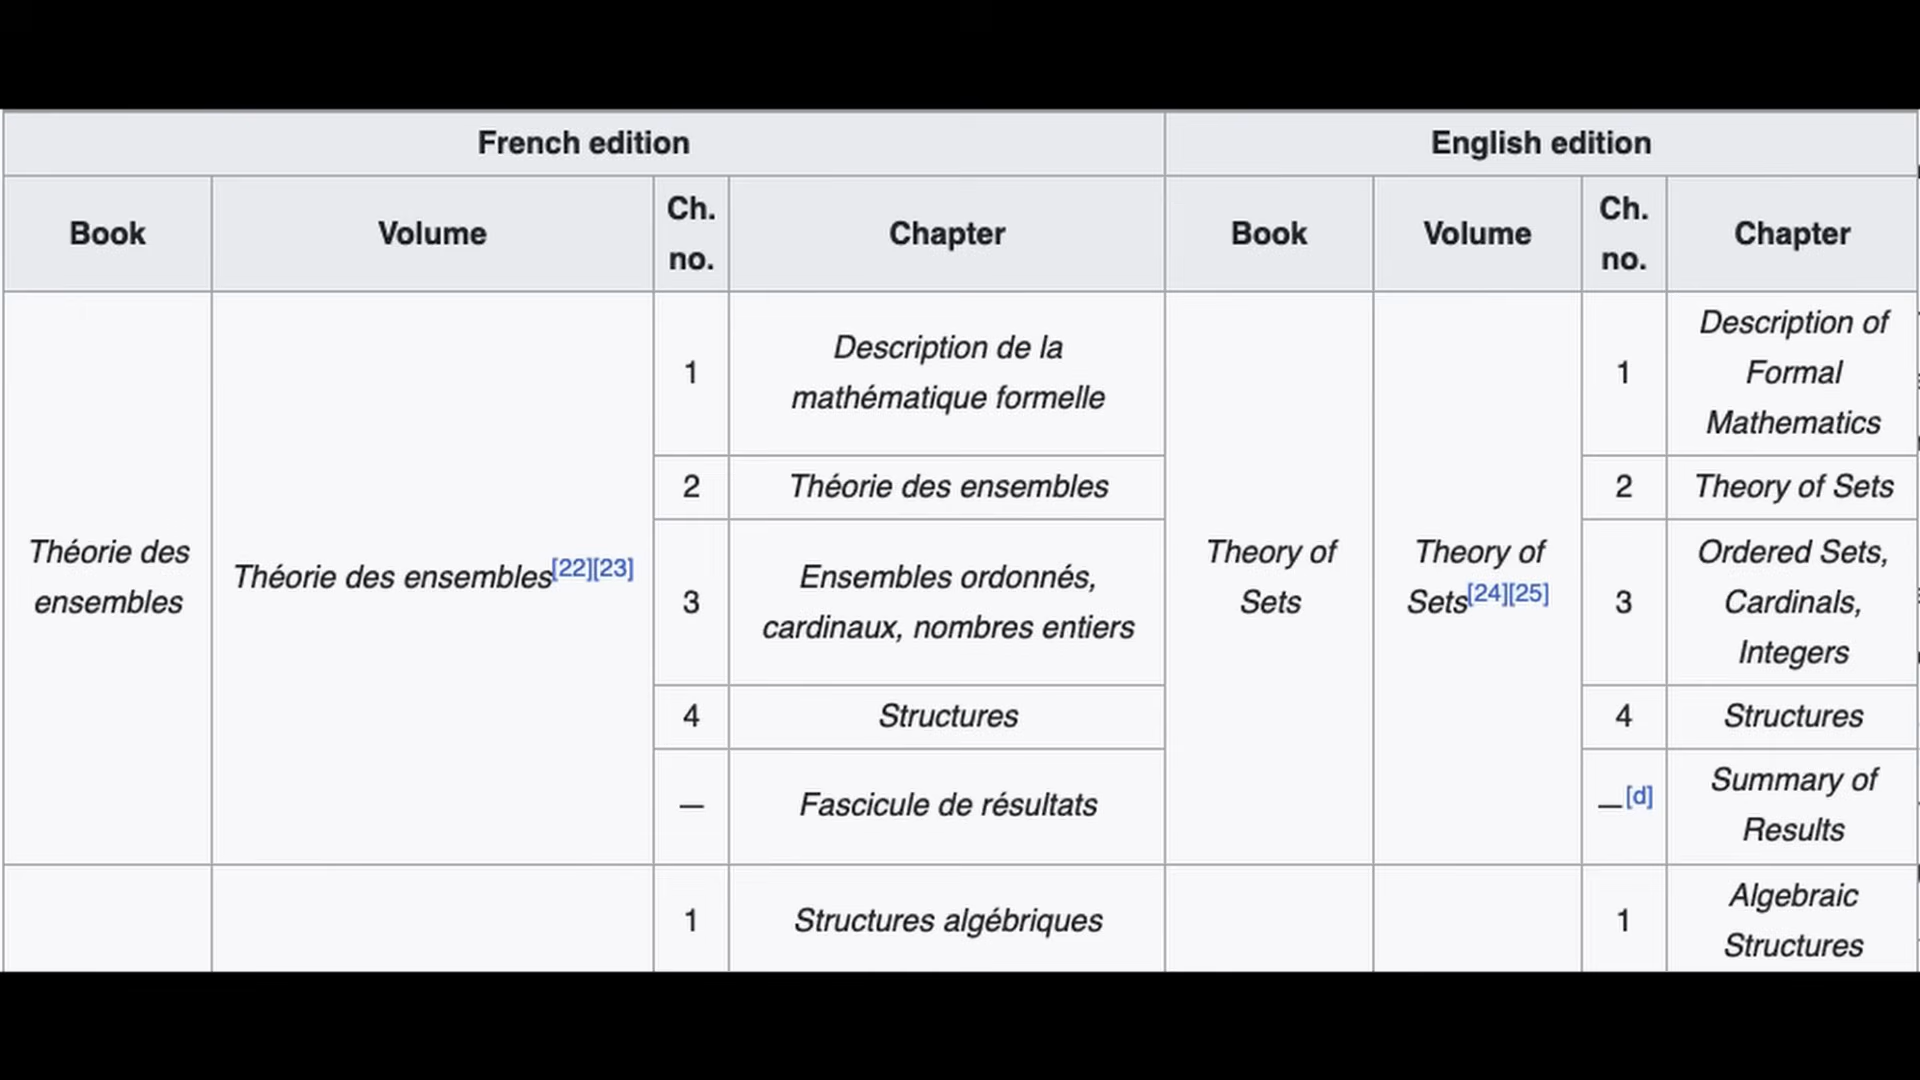 French edition
English edition
Book
Volume
Ch.
no.
Chapter
Book
Volume
Ch.
no.
Chapter
Théorie des
ensembles
Théorie des ensembles[22][23]
1
Description de la
mathématique formelle
Theory of
Sets
Theory of
Sets[24][25]
1
Description of
Formal
Mathematics
2
Théorie des ensembles
2
Theory of Sets
3
Ensembles ordonnés,
cardinaux, nombres entiers
3
Ordered Sets,
Cardinals,
Integers
4
Structures
4
Structures
—
Fascicule de résultats
—[d]
Summary of
Results
1
Structures algébriques
1
Algebraic
Structures